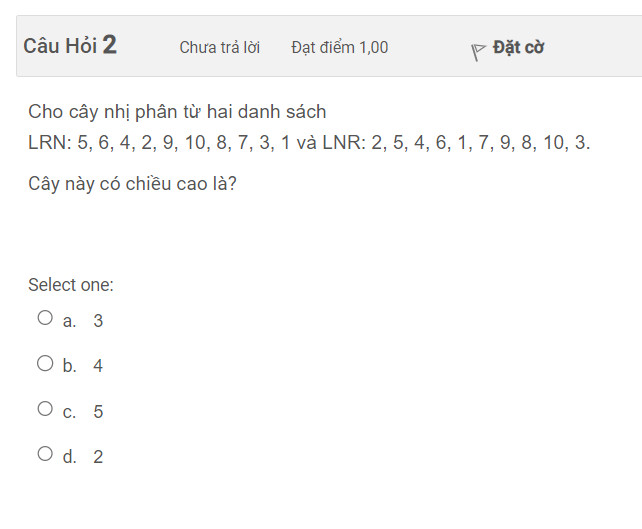 Câu Hỏi 2 Chưa trả lời Đạt điểm 1,00 Đặt cờ
Cho cây nhị phân từ hai danh sách
LRN: 5, 6, 4, 2, 9, 10, 8, 7, 3, 1 và LNR: 2, 5, 4, 6, 1, 7, 9, 8, 10, 3.
Cây này có chiều cao là?
Select one:
a. 3
b. 4
c. 5
d. 2